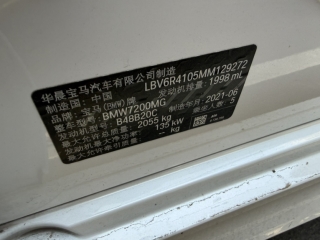 华晨宝马汽车有限公司制造
LBV6R4105MM129272
制造国：中国
发动机排量：1998 mL
品牌：宝马(BMW)牌
制造年月：2021-06
整车型号：BMW7200MG
乘坐人数：5
发动机型号：B48B20C
最大允许总质量：2055 kg
发动机最大净功率：135 kW
- kg